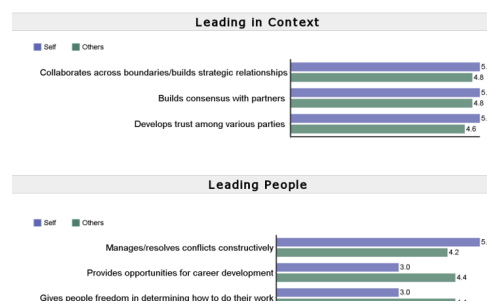 Leading in Context
Self Others
Collaborates across boundaries/builds strategic relationships 5.
4.8
Builds consensus with partners 5.
4.8
Develops trust among various parties 5.
4.6
Leading People
Self Others
Manages/resolves conflicts constructively 5.
4.2
Provides opportunities for career development 3.0
4.4
Gives people freedom in determining how to do their work 3.0